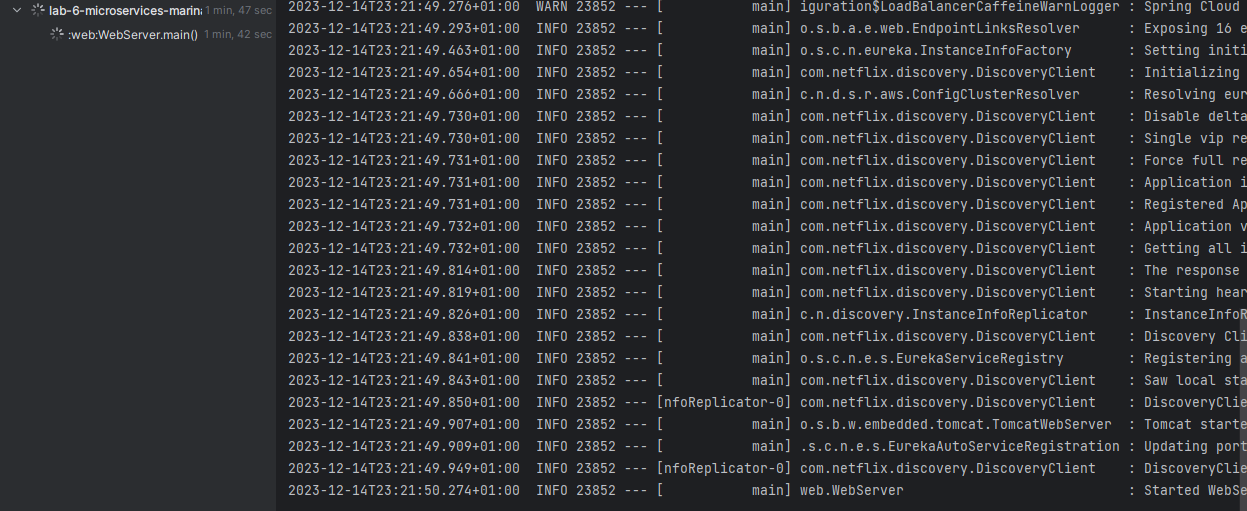 lab-6-microservices-marina 1 min, 47 sec
:web:WebServer.main() 1 min, 42 sec
2023-12-14T23:21:49.276+01:00  WARN 23852 --- [           main] iguration$LoadBalancerCaffeineWarnLogger : Spring Cloud
2023-12-14T23:21:49.293+01:00  INFO 23852 --- [           main] o.s.b.a.e.web.EndpointLinksResolver      : Exposing 16 e
2023-12-14T23:21:49.463+01:00  INFO 23852 --- [           main] o.s.c.n.eureka.InstanceInfoFactory       : Setting initi
2023-12-14T23:21:49.654+01:00  INFO 23852 --- [           main] com.netflix.discovery.DiscoveryClient    : Initializing
2023-12-14T23:21:49.666+01:00  INFO 23852 --- [           main] c.n.d.s.r.aws.ConfigClusterResolver      : Resolving eur
2023-12-14T23:21:49.730+01:00  INFO 23852 --- [           main] com.netflix.discovery.DiscoveryClient    : Disable delta
2023-12-14T23:21:49.730+01:00  INFO 23852 --- [           main] com.netflix.discovery.DiscoveryClient    : Single vip re
2023-12-14T23:21:49.731+01:00  INFO 23852 --- [           main] com.netflix.discovery.DiscoveryClient    : Force full re
2023-12-14T23:21:49.731+01:00  INFO 23852 --- [           main] com.netflix.discovery.DiscoveryClient    : Application i
2023-12-14T23:21:49.731+01:00  INFO 23852 --- [           main] com.netflix.discovery.DiscoveryClient    : Registered Ap
2023-12-14T23:21:49.732+01:00  INFO 23852 --- [           main] com.netflix.discovery.DiscoveryClient    : Application v
2023-12-14T23:21:49.732+01:00  INFO 23852 --- [           main] com.netflix.discovery.DiscoveryClient    : Getting all i
2023-12-14T23:21:49.814+01:00  INFO 23852 --- [           main] com.netflix.discovery.DiscoveryClient    : The response
2023-12-14T23:21:49.819+01:00  INFO 23852 --- [           main] com.netflix.discovery.DiscoveryClient    : Starting hear
2023-12-14T23:21:49.826+01:00  INFO 23852 --- [           main] c.n.discovery.InstanceInfoReplicator     : InstanceInfoR
2023-12-14T23:21:49.838+01:00  INFO 23852 --- [           main] com.netflix.discovery.DiscoveryClient    : Discovery Cli
2023-12-14T23:21:49.841+01:00  INFO 23852 --- [           main] o.s.c.n.e.s.EurekaServiceRegistry        : Registering a
2023-12-14T23:21:49.843+01:00  INFO 23852 --- [           main] com.netflix.discovery.DiscoveryClient    : Saw local sta
2023-12-14T23:21:49.850+01:00  INFO 23852 --- [nfoReplicator-0] com.netflix.discovery.DiscoveryClient    : DiscoveryClie
2023-12-14T23:21:49.907+01:00  INFO 23852 --- [           main] o.s.b.w.embedded.tomcat.TomcatWebServer  : Tomcat starte
2023-12-14T23:21:49.909+01:00  INFO 23852 --- [           main] .s.c.n.e.s.EurekaAutoServiceRegistration : Updating port
2023-12-14T23:21:49.949+01:00  INFO 23852 --- [nfoReplicator-0] com.netflix.discovery.DiscoveryClient    : DiscoveryClie
2023-12-14T23:21:50.274+01:00  INFO 23852 --- [           main] web.WebServer                            : Started WebSe